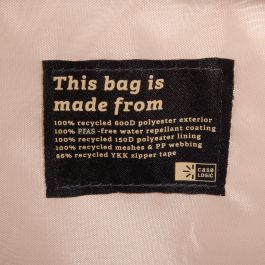 This bag is
made from
100% recycled 600D polyester exterior
100% PFAS -free water repellant coating
100% recycled 150D polyester lining
100% recycled meshes & PP webbing
86% recycled YKK zipper tape
case
LOGIC